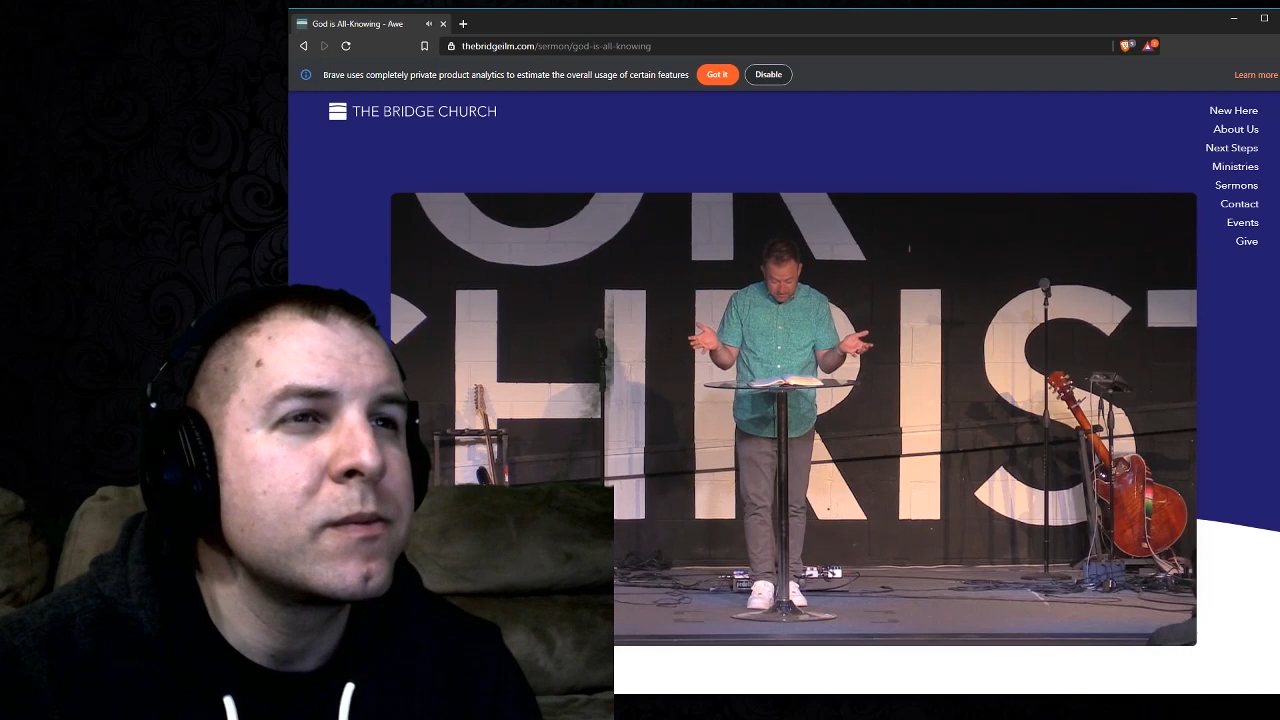 God is All-Knowing - Awe
thebridgeilm.com/sermon/god-is-all-knowing
Brave uses completely private product analytics to estimate the overall usage of certain features
Got it
Disable
Learn more
THE BRIDGE CHURCH
New Here
About Us
Next Steps
Ministries
Sermons
Contact
Events
Give
OR
CHRIST